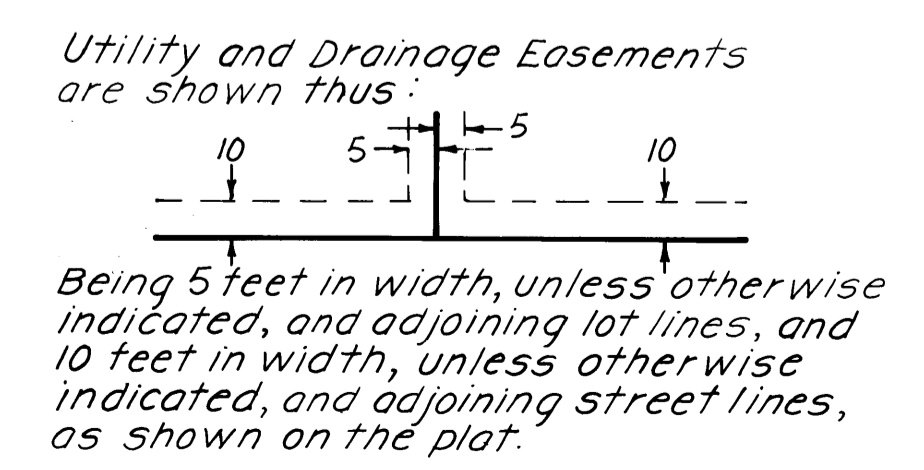 Utility and Drainage Easements
are shown thus:
5
10 5 10
Being 5 feet in width, unless otherwise
indicated, and adjoining lot lines, and
10 feet in width, unless otherwise
indicated, and adjoining street lines,
as shown on the plat.